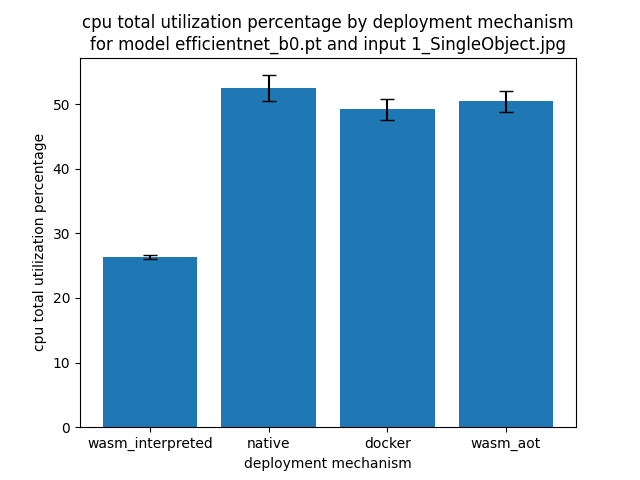 cpu total utilization percentage by deployment mechanism
for model efficientnet_b0.pt and input 1_SingleObject.jpg
cpu total utilization percentage
50
40
30
20
10
0
wasm_interpreted
native
docker
wasm_aot
deployment mechanism